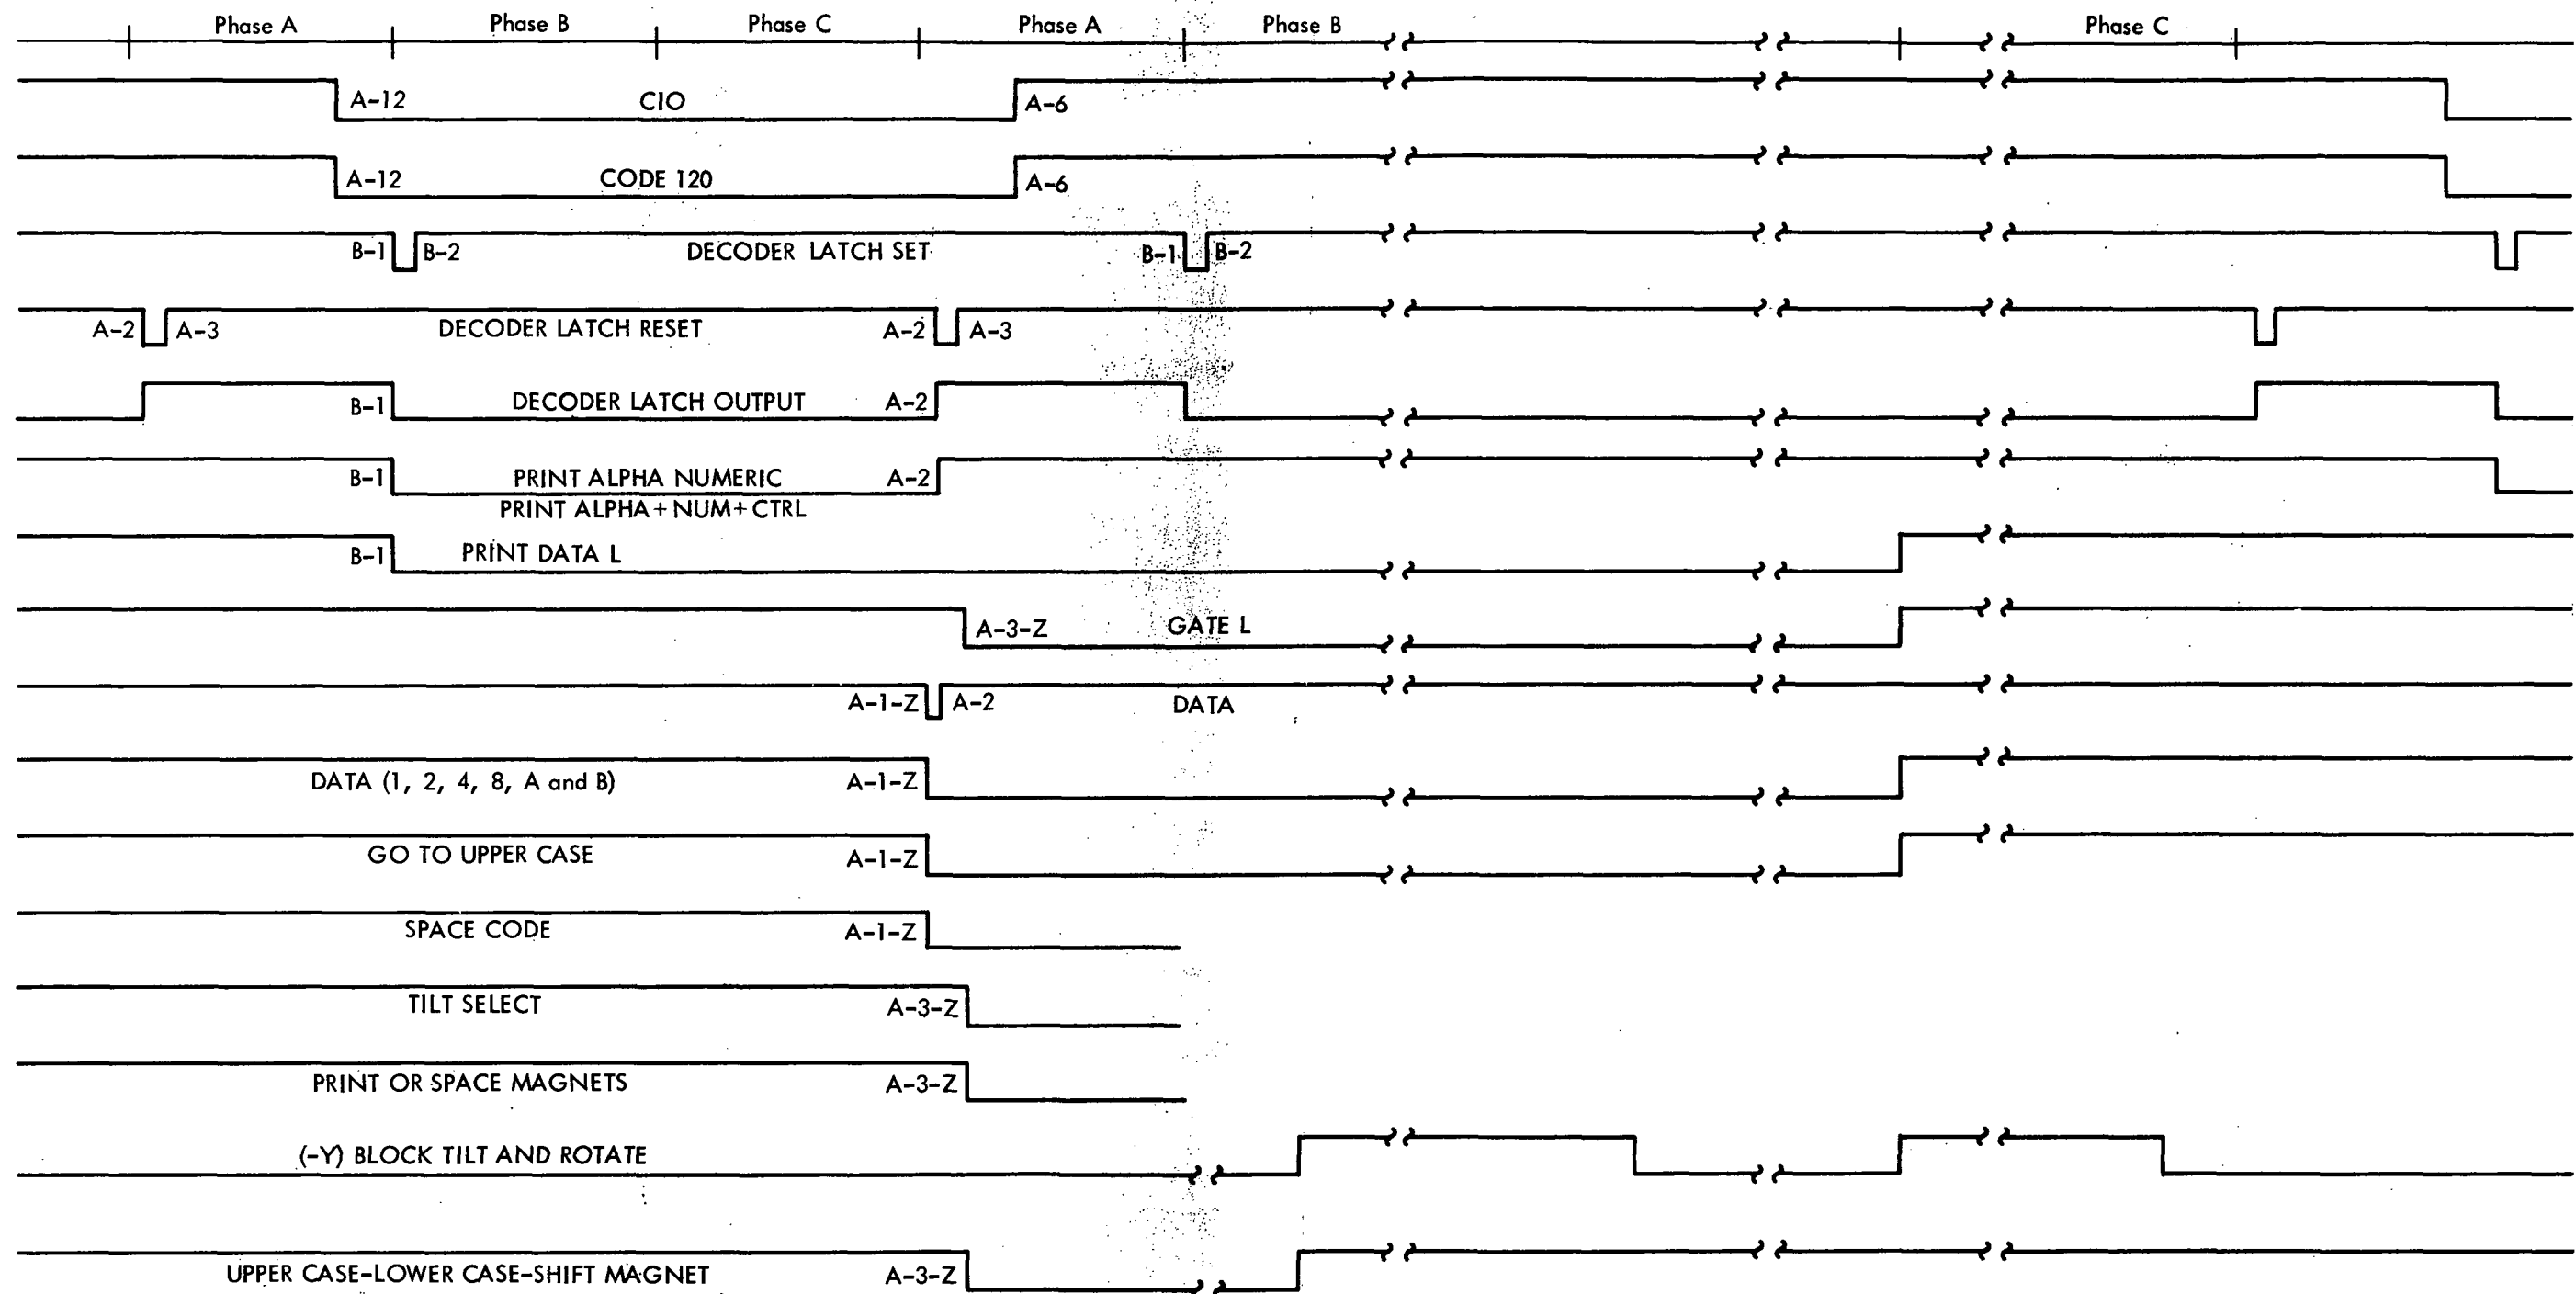 Phase A Phase B Phase C Phase A Phase B Phase C
A-12 CIO A-6
A-12 CODE 120 A-6
B-1 B-2 DECODER LATCH SET B-1 B-2
A-2 A-3 DECODER LATCH RESET A-2 A-3
B-1 DECODER LATCH OUTPUT A-2
B-1 PRINT ALPHA NUMERIC A-2
PRINT ALPHA+NUM+CTRL
B-1 PRINT DATA L
A-3-Z GATE L
A-1-Z A-2 DATA
DATA (1, 2, 4, 8, A and B) A-1-Z
GO TO UPPER CASE A-1-Z
SPACE CODE A-1-Z
TILT SELECT A-3-Z
PRINT OR SPACE MAGNETS A-3-Z
(-Y) BLOCK TILT AND ROTATE
UPPER CASE-LOWER CASE-SHIFT MAGNET A-3-Z